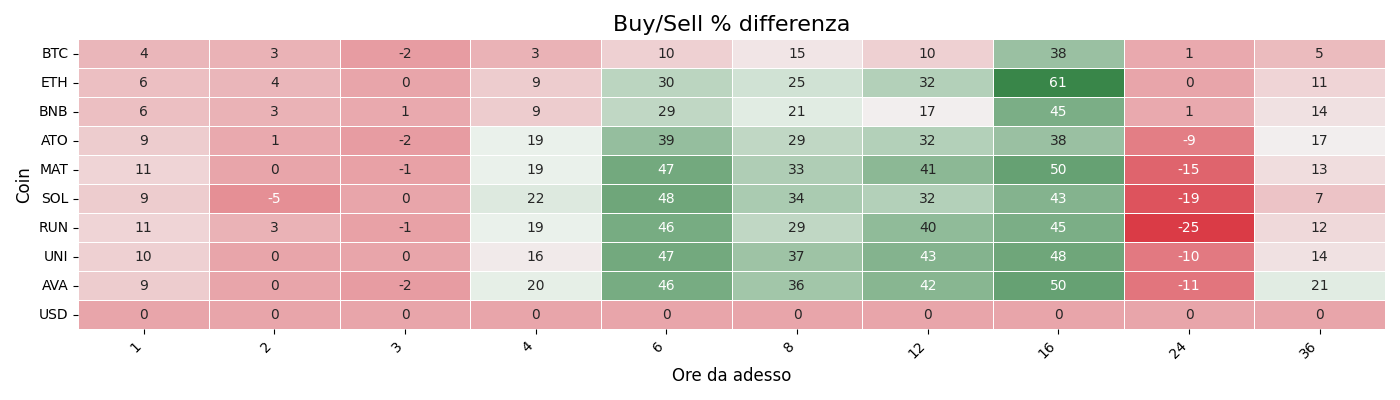 Buy/Sell % differenza
BTC 4 3 -2 3 10 15 10 38 1 5
ETH 6 4 0 9 30 25 32 61 0 11
BNB 6 3 1 9 29 21 17 45 1 14
ATO 9 1 -2 19 39 29 32 38 -9 17
MAT 11 0 -1 19 47 33 41 50 -15 13
SOL 9 -5 0 22 48 34 32 43 -19 7
RUN 11 3 -1 19 46 29 40 45 -25 12
UNI 10 0 0 16 47 37 43 48 -10 14
AVA 9 0 -2 20 46 36 42 50 -11 21
USD 0 0 0 0 0 0 0 0 0 0
Coin
1 2 3 4 6 8 12 16 24 36
Ore da adesso